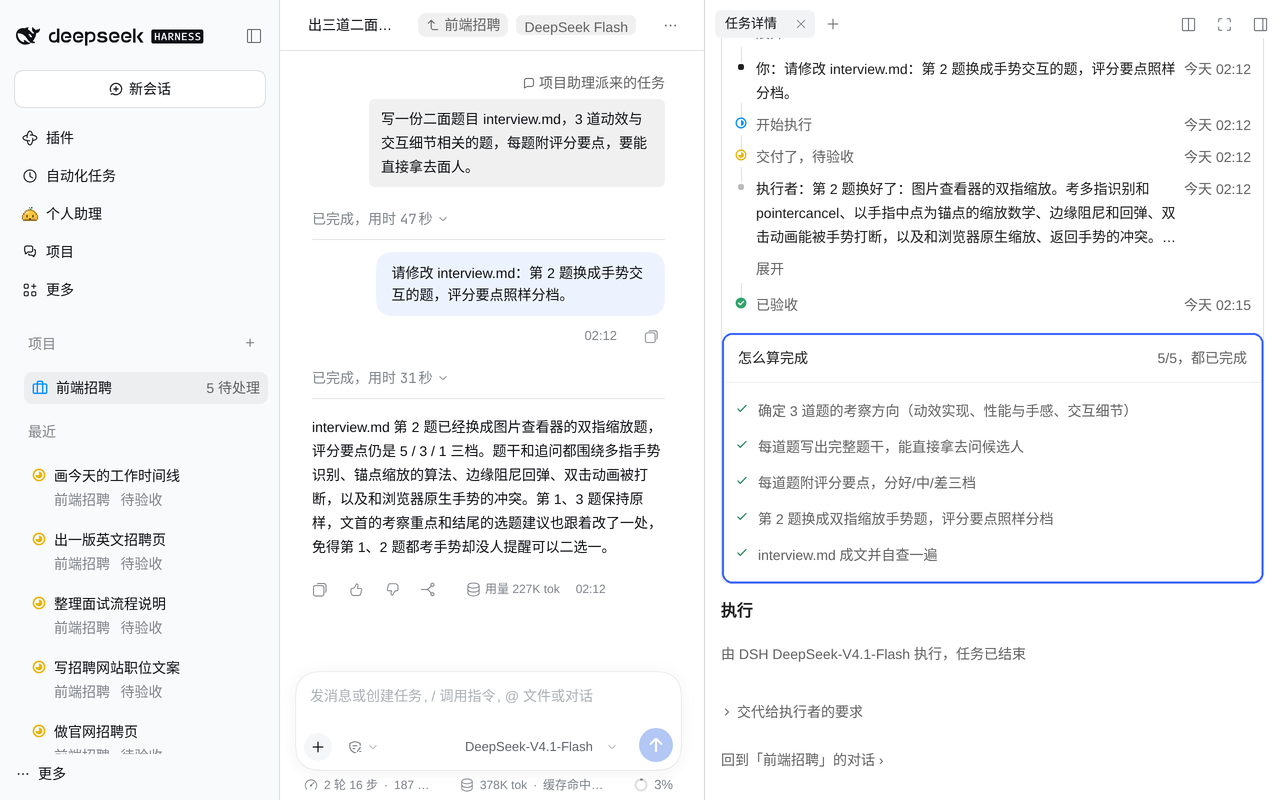 deepseek HARNESS
新会话
插件
自动化任务
个人助理
项目
更多
项目
前端招聘 5 待处理
最近
画今天的工作时间线
前端招聘 待验收
出一版英文招聘页
前端招聘 待验收
整理面试流程说明
前端招聘 待验收
写招聘网站职位文案
前端招聘 待验收
做官网招聘页
前端招聘 待验收
更多
出三道二面… 前端招聘 DeepSeek Flash
项目助理派来的任务
写一份二面题目 interview.md，3 道动效与
交互细节相关的题，每题附评分要点，要能
直接拿去面人。
已完成，用时 47秒
请修改 interview.md：第 2 题换成手势交
互的题，评分要点照样分档。
02:12
已完成，用时 31秒
interview.md 第 2 题已经换成图片查看器的双指缩放题，
评分要点仍是 5 / 3 / 1 三档。题干和追问都围绕多指手势
识别、锚点缩放的算法、边缘阻尼回弹、双击动画被打
断，以及和浏览器原生手势的冲突。第 1、3 题保持原
样，文首的考察重点和结尾的选题建议也跟着改了一处，
免得第 1、2 题都考手势却没人提醒可以二选一。
用量 227K tok 02:12
发消息或创建任务, / 调用指令, @ 文件或对话
DeepSeek-V4.1-Flash
2 轮 16 步 · 187 … 378K tok · 缓存命中… 3%
任务详情
你：请修改 interview.md：第 2 题换成手势交互的题，评分要点照样 今天 02:12
分档。
开始执行 今天 02:12
交付了，待验收 今天 02:12
执行者：第 2 题换好了：图片查看器的双指缩放。考多指识别和 今天 02:12
pointercancel、以手指中点为锚点的缩放数学、边缘阻尼和回弹、双
击动画能被手势打断，以及和浏览器原生缩放、返回手势的冲突。…
展开
已验收 今天 02:15
怎么算完成 5/5，都已完成
确定 3 道题的考察方向（动效实现、性能与手感、交互细节）
每道题写出完整题干，能直接拿去问候选人
每道题附评分要点，分好/中/差三档
第 2 题换成双指缩放手势题，评分要点照样分档
interview.md 成文并自查一遍
执行
由 DSH DeepSeek-V4.1-Flash 执行，任务已结束
交代给执行者的要求
回到「前端招聘」的对话 ›